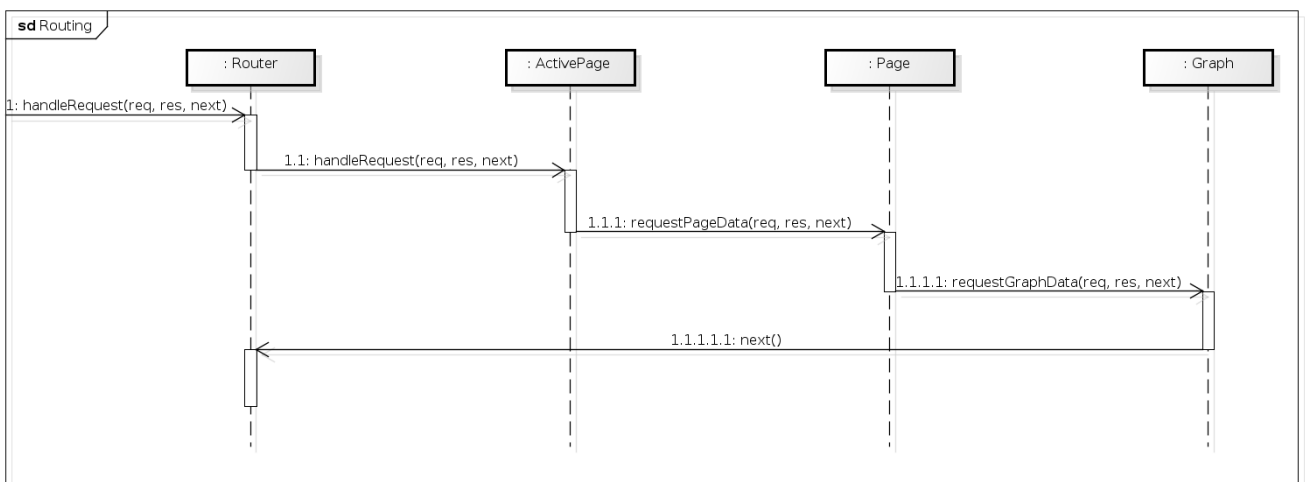 sd Routing
: Router
: ActivePage
: Page
: Graph
1: handleRequest(req, res, next)
1.1: handleRequest(req, res, next)
1.1.1: requestPageData(req, res, next)
1.1.1.1: requestGraphData(req, res, next)
1.1.1.1.1: next()